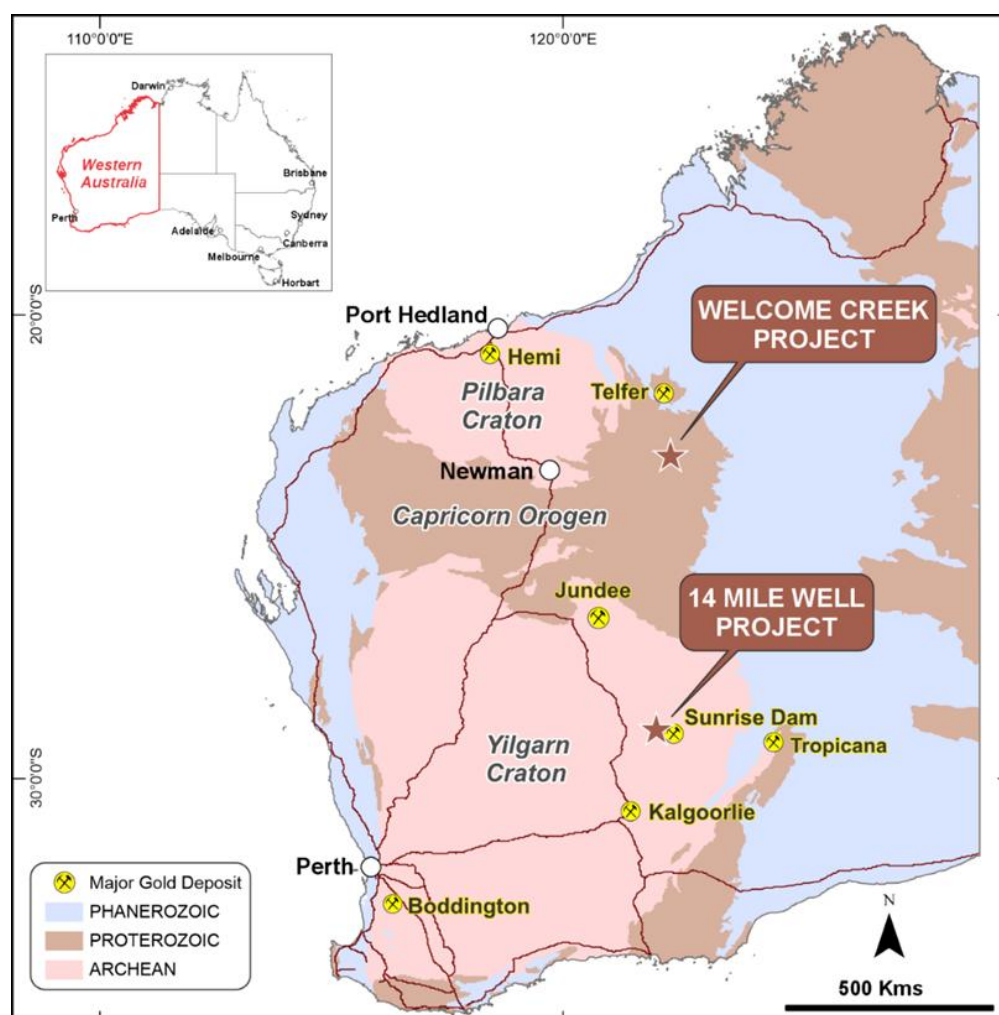 110°0'0"E
120°0'0"E
Darwin
Western
Australia
Brisbane
Perth
Sydney
Adelaide
Canberra
Melbourne
Horbart
20°0'0"S
30°0'0"S
Port Hedland
WELCOME CREEK
PROJECT
Hemi
Pilbara
Craton
Telfer
Newman
Capricorn Orogen
Jundee
14 MILE WELL
PROJECT
Sunrise Dam
Tropicana
Yilgarn
Craton
Kalgoorlie
Perth
Boddington
Major Gold Deposit
PHANEROZOIC
PROTEROZOIC
ARCHEAN
N
500 Kms